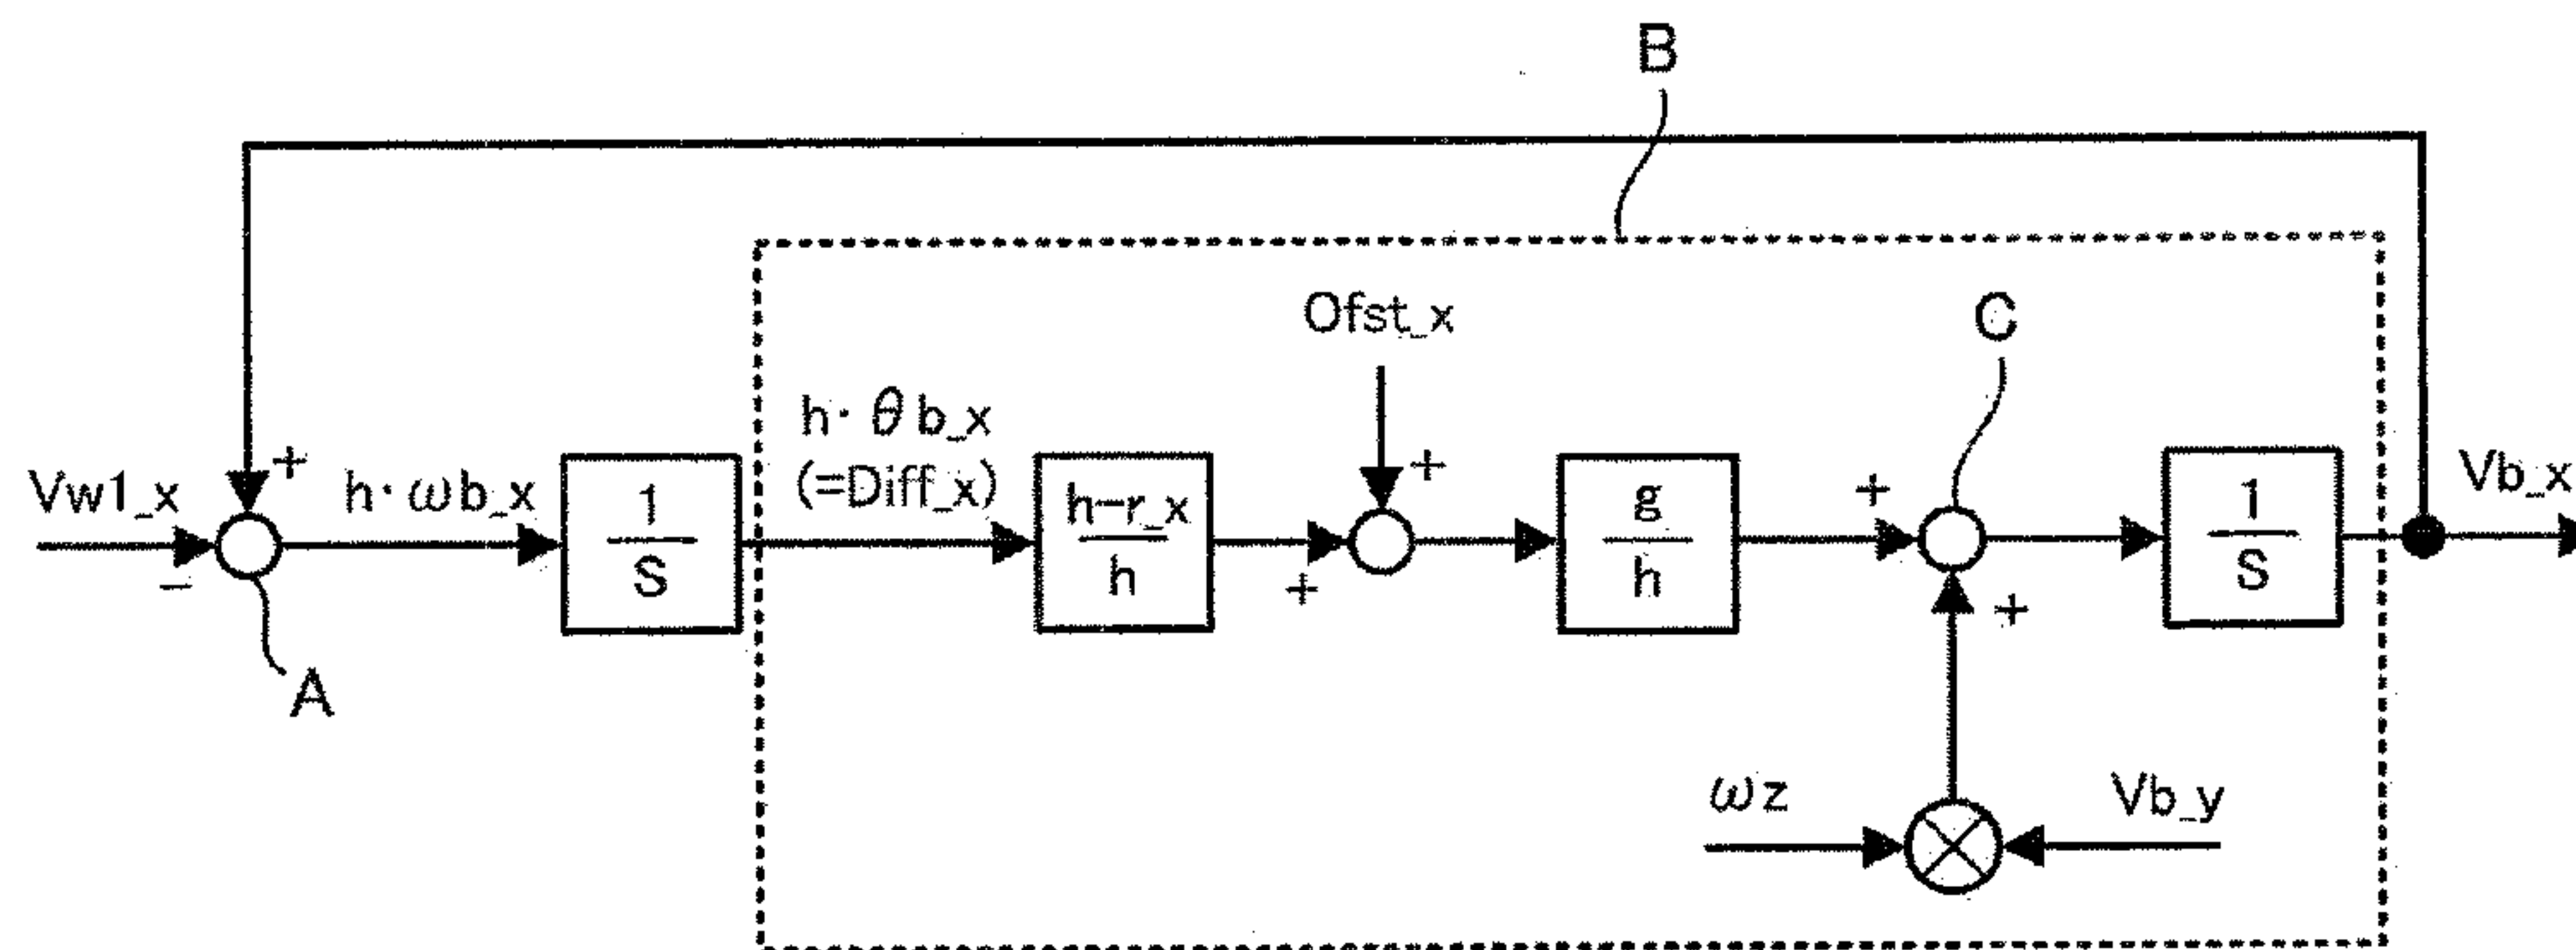 B
Ofst_x
C
h・θb_x
(=Diff_x)
+
+
+
Vw1_x
h・ωb_x
1
S
h-r_x
h
g
h
1
S
Vb_x
-
+
+
A
ωz
Vb_y